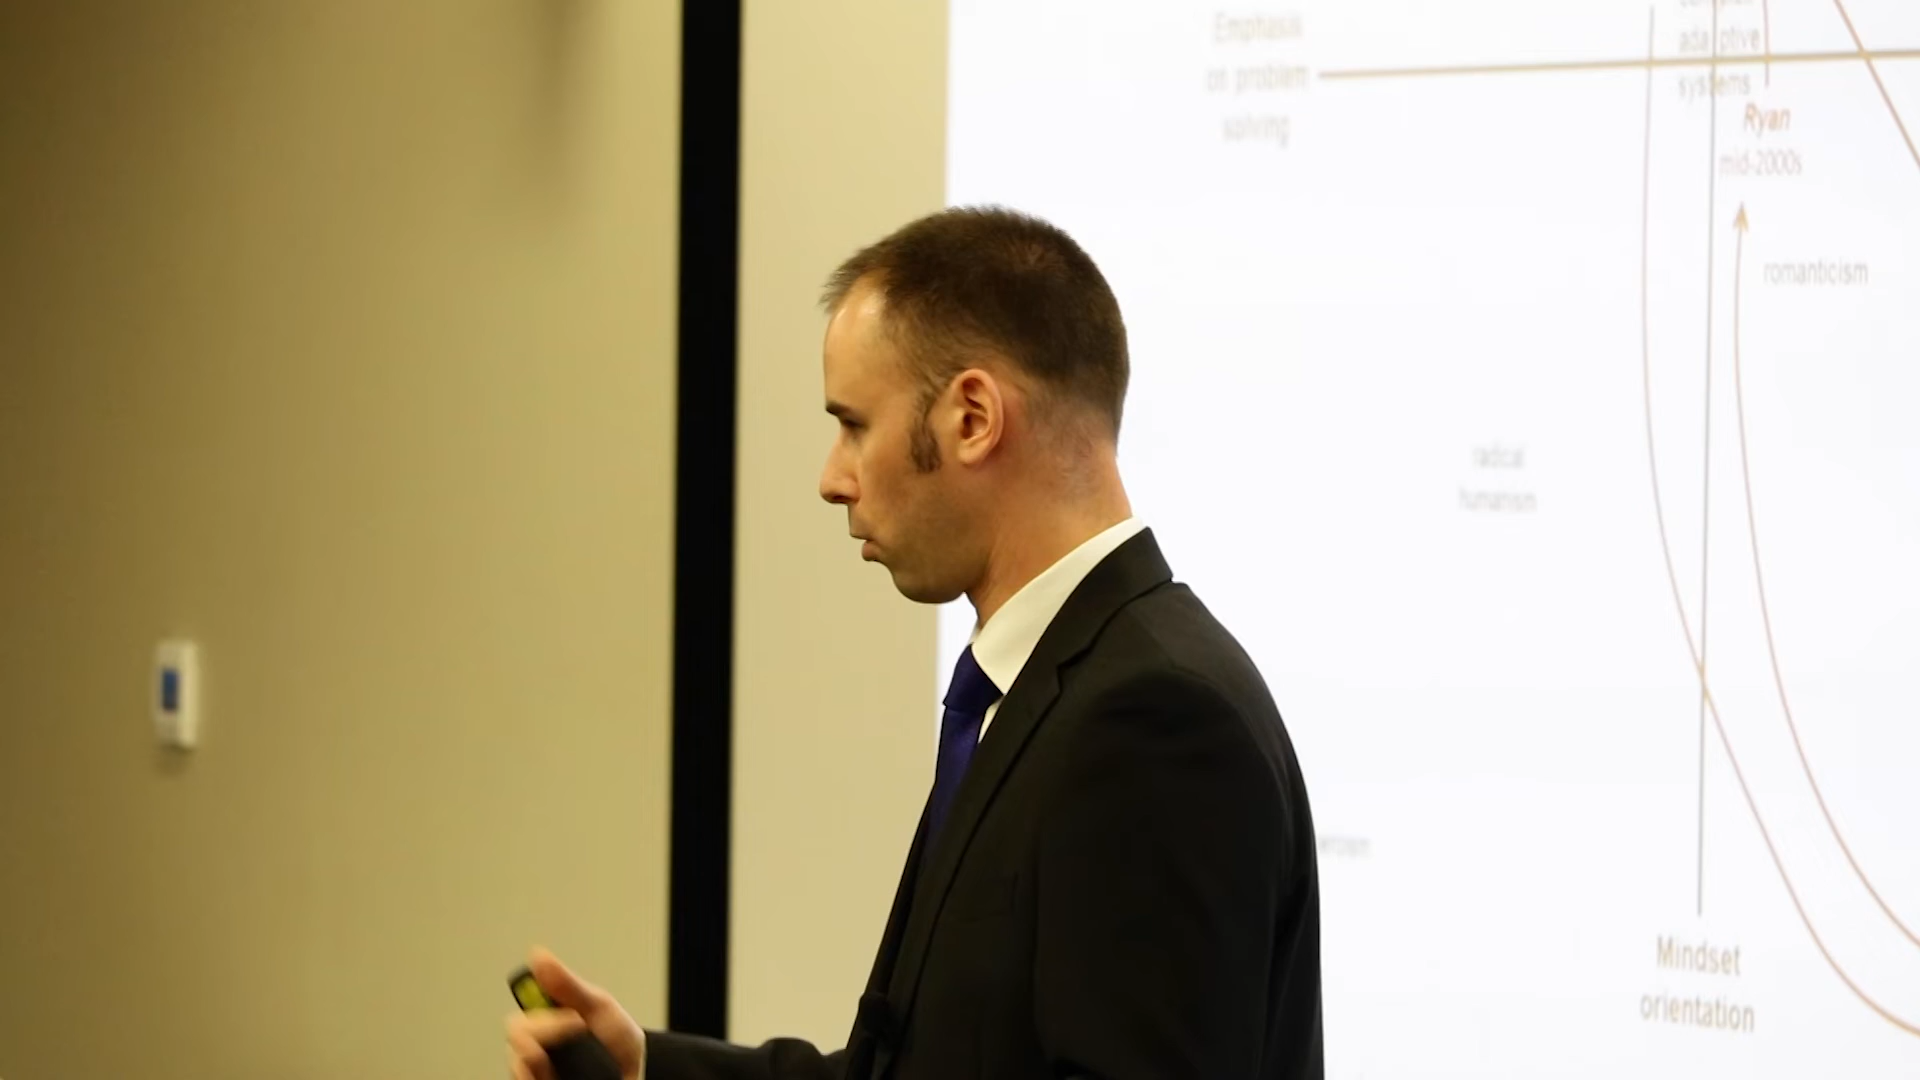 Emphasis
on problem
solving
adaptive
systems
Ryan
mid-2000s
romanticism
radical
humanism
Mindset
orientation